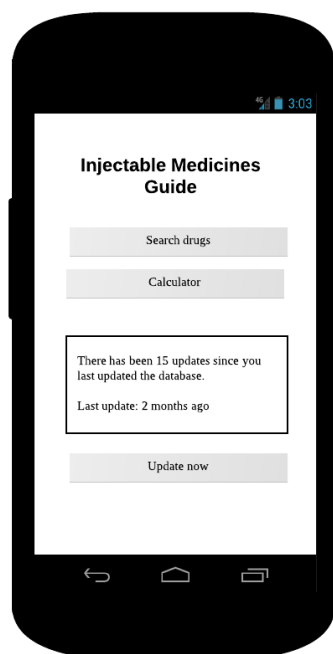 4G 3:03
Injectable Medicines
Guide
Search drugs
Calculator
There has been 15 updates since you
last updated the database.
Last update: 2 months ago
Update now